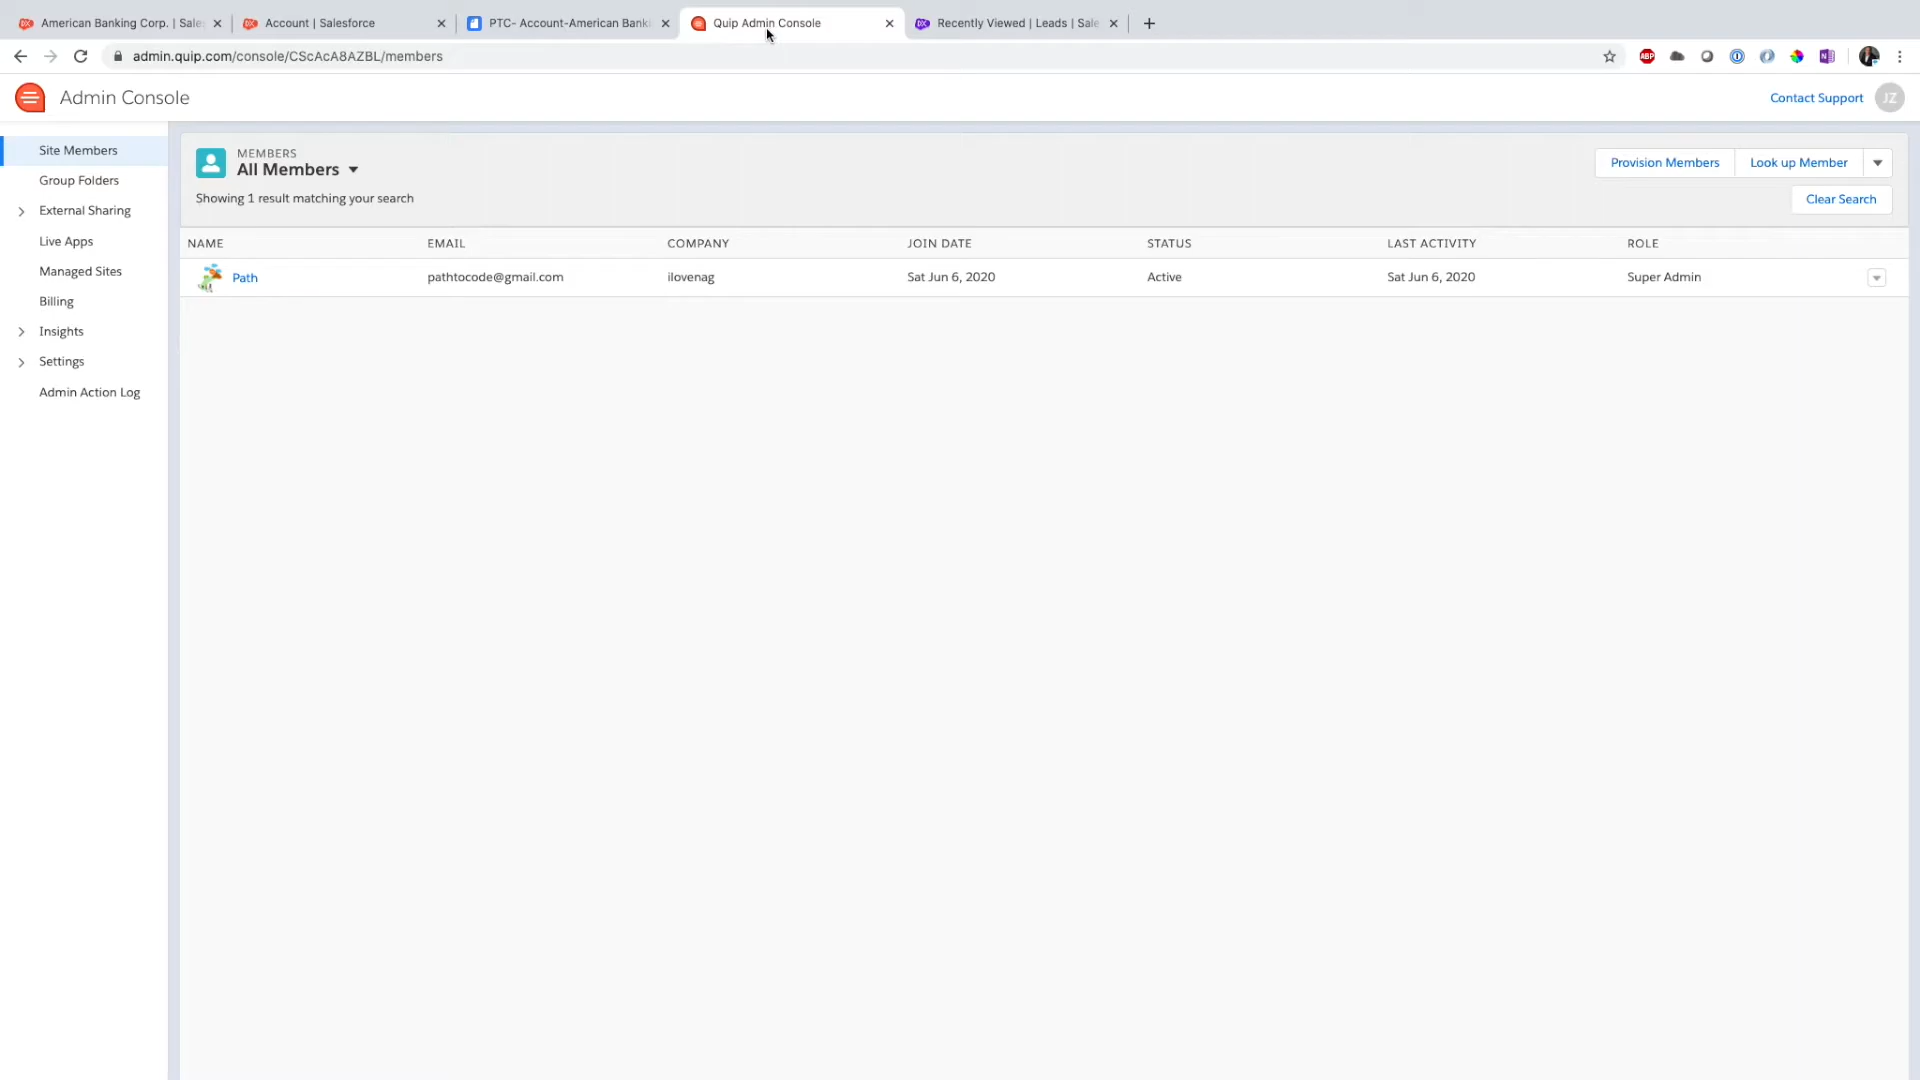 American Banking Corp. | Sale
Account | Salesforce
PTC- Account-American Banki
Quip Admin Console
Recently Viewed | Leads | Sale
admin.quip.com/console/CScAcA8AZBL/members
ABP
Admin Console
Contact Support
JZ
Site Members
Group Folders
External Sharing
Live Apps
Managed Sites
Billing
Insights
Settings
Admin Action Log
MEMBERS
All Members
Showing 1 result matching your search
Provision Members
Look up Member
Clear Search
NAME EMAIL COMPANY JOIN DATE STATUS LAST ACTIVITY ROLE
Path pathtocode@gmail.com ilovenag Sat Jun 6, 2020 Active Sat Jun 6, 2020 Super Admin